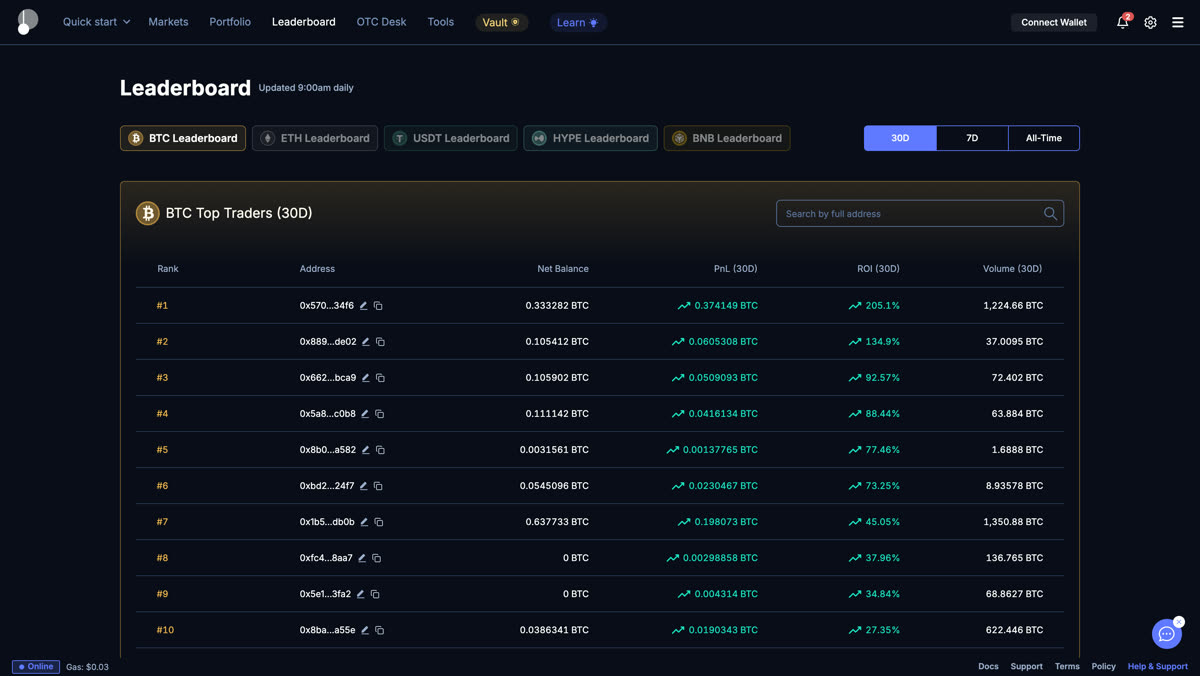 Quick start Markets Portfolio Leaderboard OTC Desk Tools Vault Learn Connect Wallet 2
Leaderboard Updated 9:00am daily
BTC Leaderboard ETH Leaderboard USDT Leaderboard HYPE Leaderboard BNB Leaderboard 30D 7D All-Time
BTC Top Traders (30D) Search by full address
Rank Address Net Balance PnL (30D) ROI (30D) Volume (30D)
#1 0x570...34f6 0.333282 BTC 0.374149 BTC 205.1% 1,224.66 BTC
#2 0x889...de02 0.105412 BTC 0.0605308 BTC 134.9% 37.0095 BTC
#3 0x662...bca9 0.105902 BTC 0.0509093 BTC 92.57% 72.402 BTC
#4 0x5a8...c0b8 0.111142 BTC 0.0416134 BTC 88.44% 63.884 BTC
#5 0x8b0...a582 0.0031561 BTC 0.00137765 BTC 77.46% 1.6888 BTC
#6 0xbd2...24f7 0.0545096 BTC 0.0230467 BTC 73.25% 8.93578 BTC
#7 0x1b5...db0b 0.637733 BTC 0.198073 BTC 45.05% 1,350.88 BTC
#8 0xfc4...8aa7 0 BTC 0.00298858 BTC 37.96% 136.765 BTC
#9 0x5e1...3fa2 0 BTC 0.004314 BTC 34.84% 68.8627 BTC
#10 0x8ba...a55e 0.0386341 BTC 0.0190343 BTC 27.35% 622.446 BTC
Online Gas: $0.03 Docs Support Terms Policy Help & Support